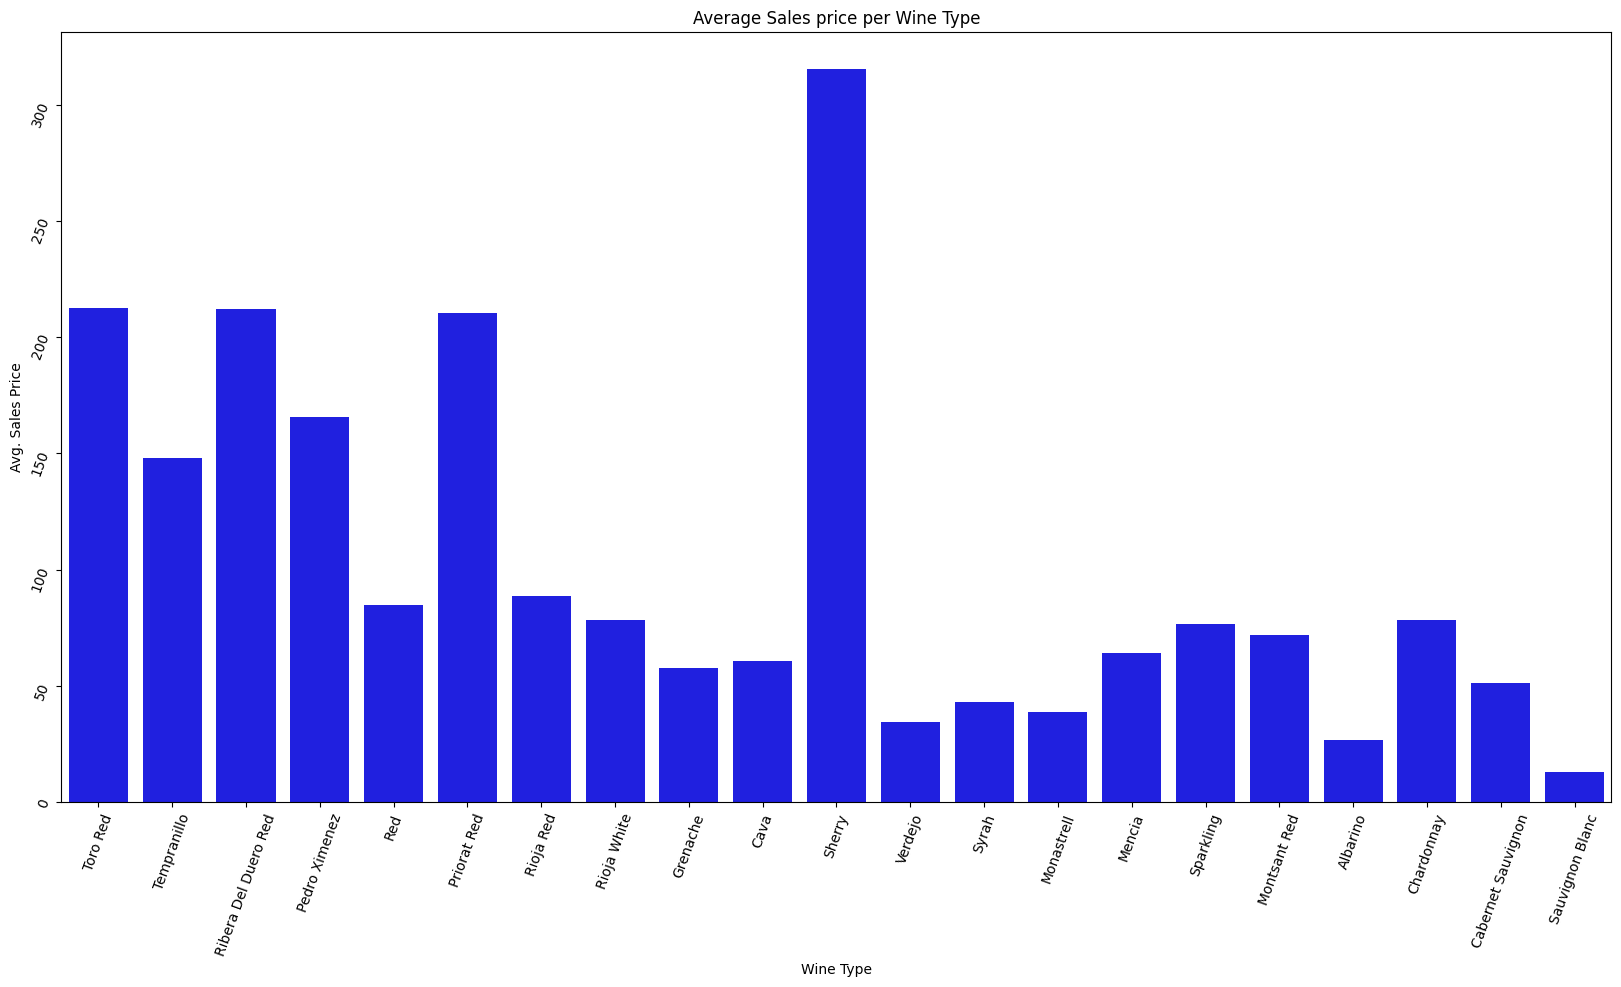 Average Sales price per Wine Type
Avg. Sales Price
300
250
200
150
100
50
0
Toro Red
Tempranillo
Ribera Del Duero Red
Pedro Ximenez
Red
Priorat Red
Rioja Red
Rioja White
Grenache
Cava
Sherry
Verdejo
Syrah
Monastrell
Mencia
Sparkling
Montsant Red
Albarino
Chardonnay
Cabernet Sauvignon
Sauvignon Blanc
Wine Type